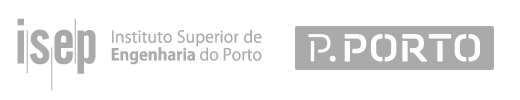 isep Instituto Superior de
Engenharia do Porto
P.PORTO